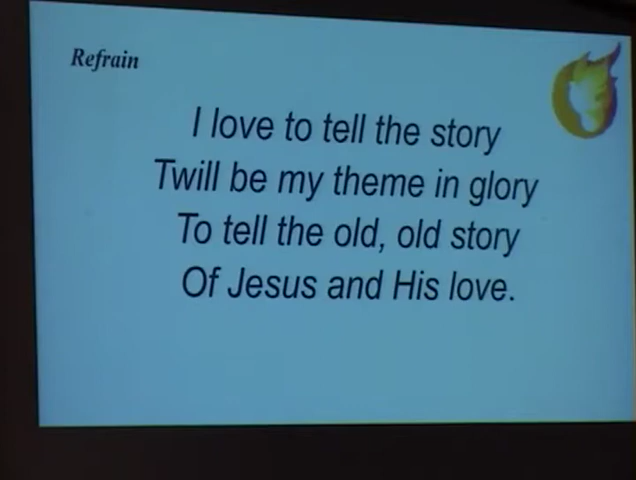 Refrain
I love to tell the story
Twill be my theme in glory
To tell the old, old story
Of Jesus and His love.